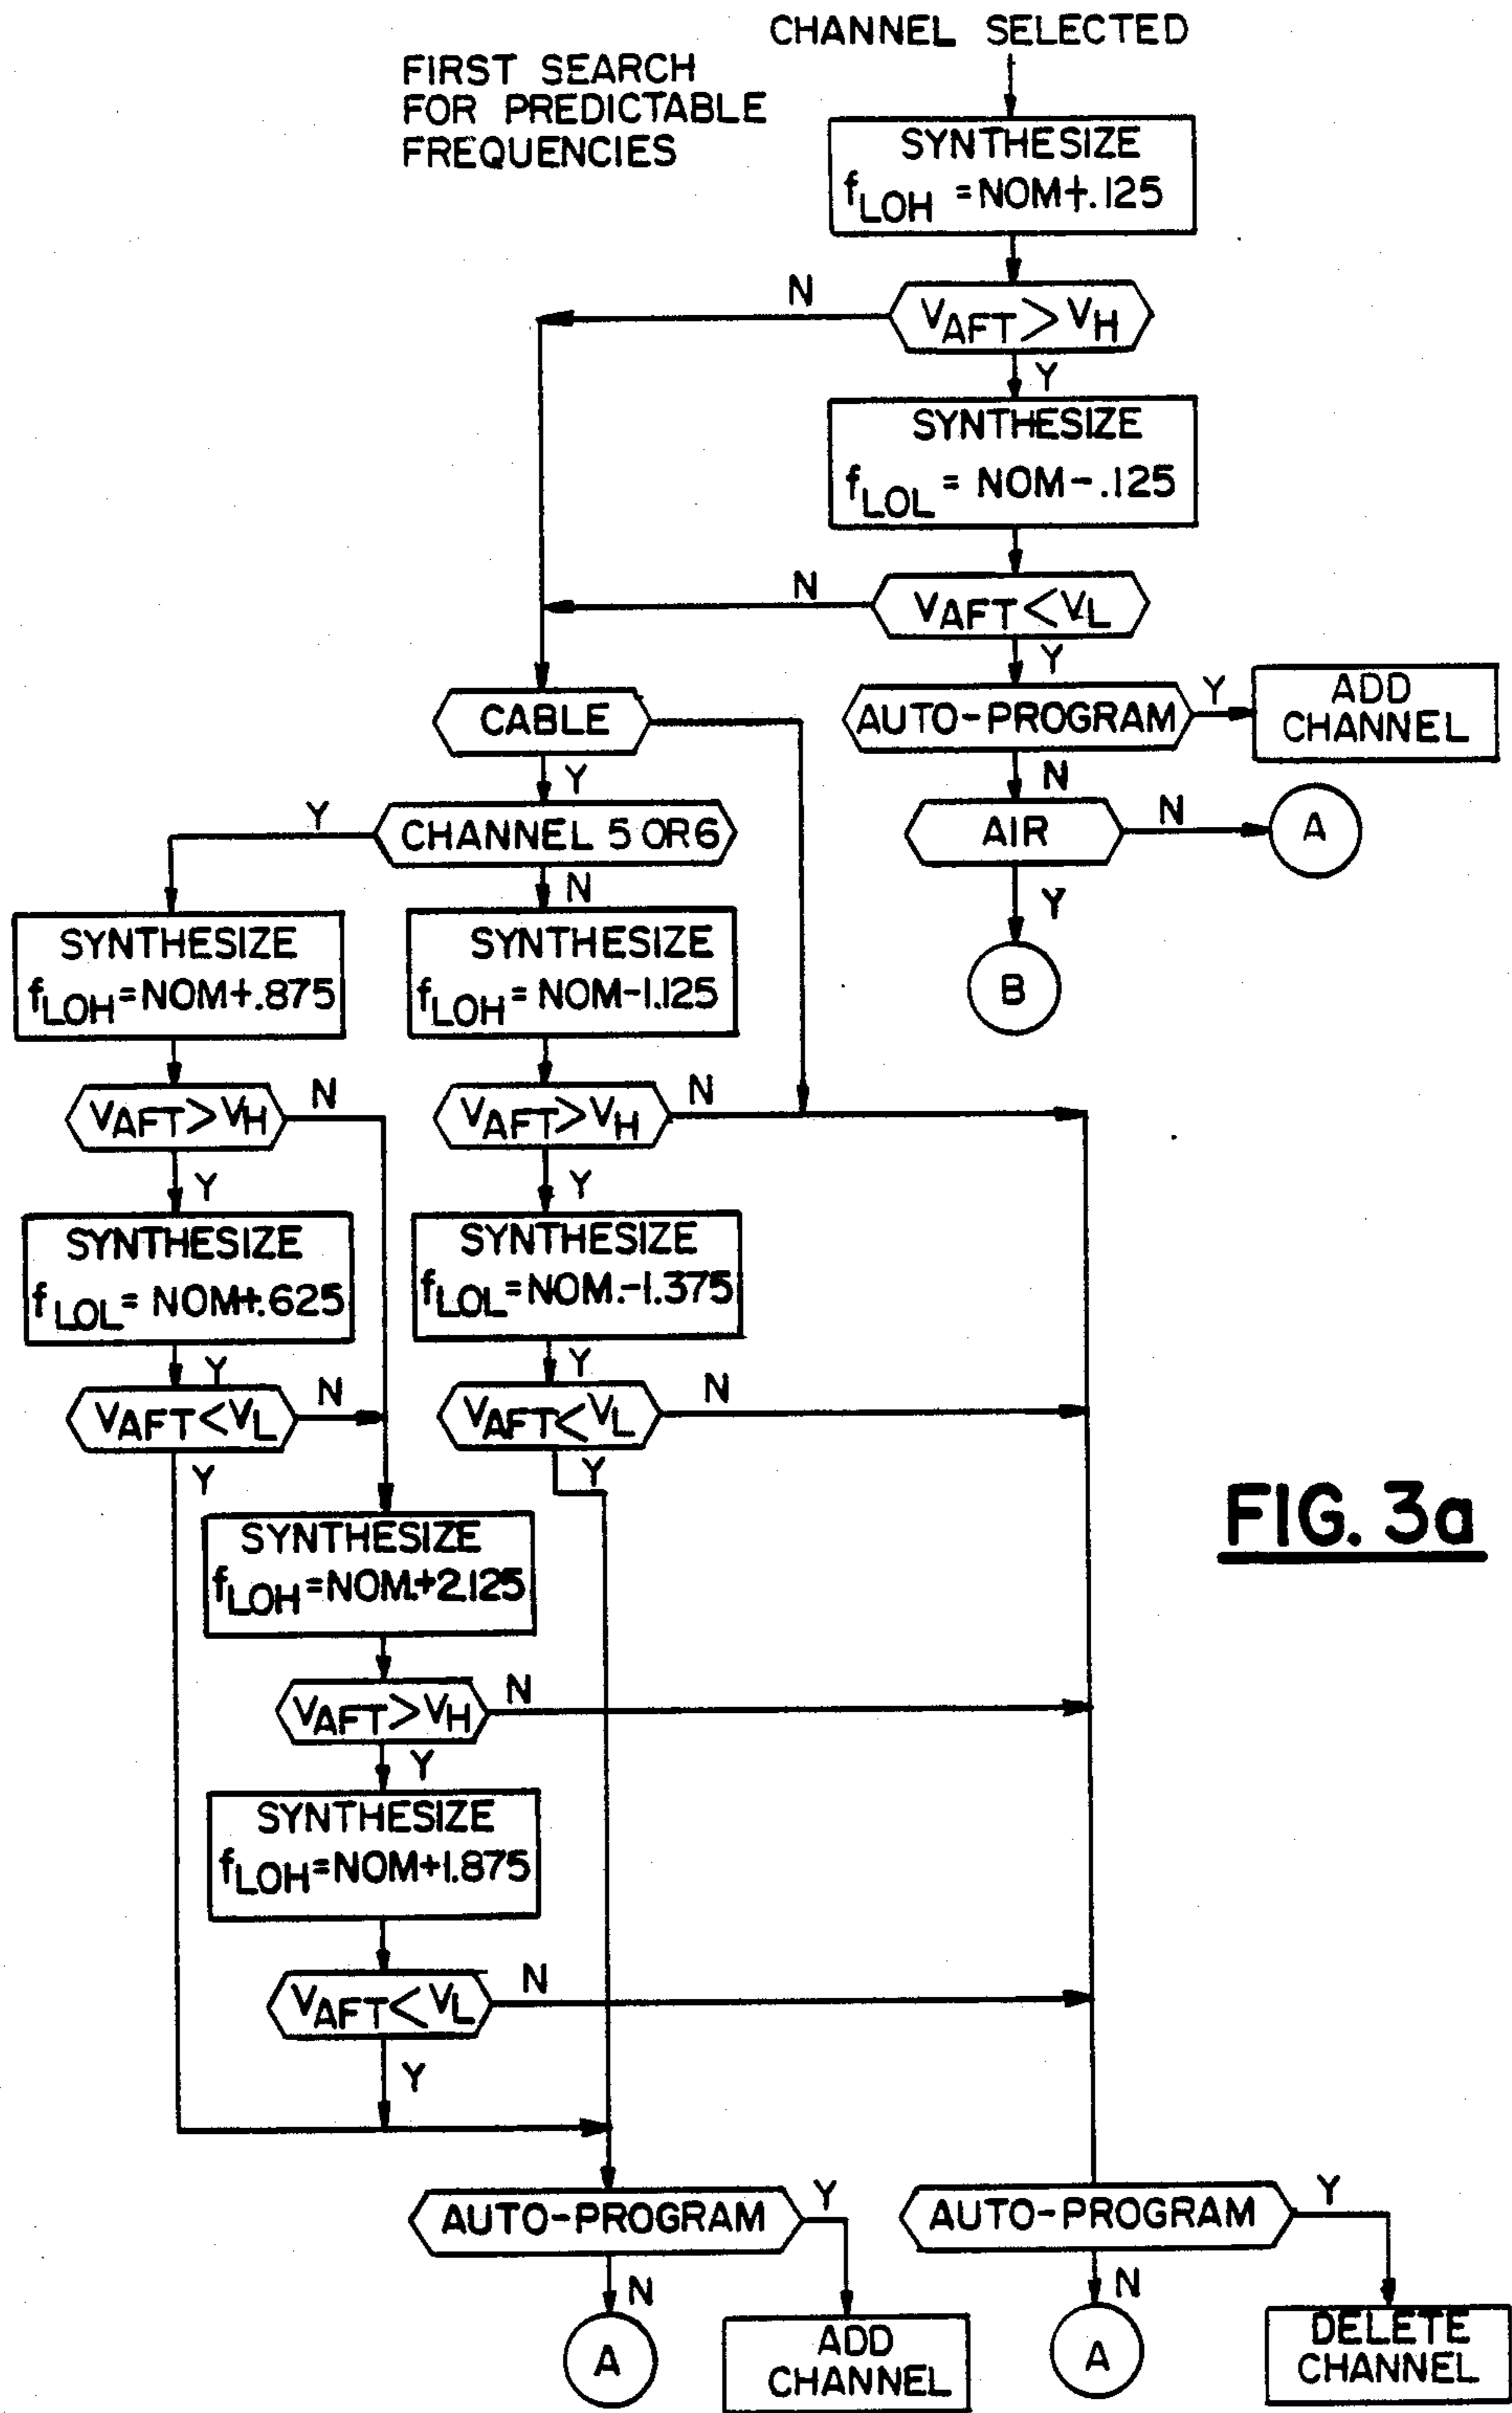 CHANNEL SELECTED
FIRST SEARCH
FOR PREDICTABLE
FREQUENCIES
SYNTHESIZE
fLOH = NOM+.125
N
VAFT > VH
Y
SYNTHESIZE
fLOL = NOM-.125
N
VAFT < VL
Y
CABLE
AUTO-PROGRAM
Y
ADD
CHANNEL
Y
N
Y
CHANNEL 5 OR 6
AIR
N
A
N
Y
SYNTHESIZE
fLOH=NOM+.875
SYNTHESIZE
fLOH=NOM-1.125
B
VAFT>VH
N
VAFT>VH
N
Y
Y
SYNTHESIZE
fLOL=NOM+.625
SYNTHESIZE
fLOL=NOM.-1.375
Y
Y
VAFT<VL
N
VAFT<VL
N
Y
Y
SYNTHESIZE
fLOH=NOM.+2.125
FIG. 3a
VAFT>VH
N
Y
SYNTHESIZE
fLOH=NOM+1.875
VAFT<VL
N
Y
AUTO-PROGRAM
Y
AUTO-PROGRAM
Y
N
N
A
ADD
CHANNEL
A
DELETE
CHANNEL